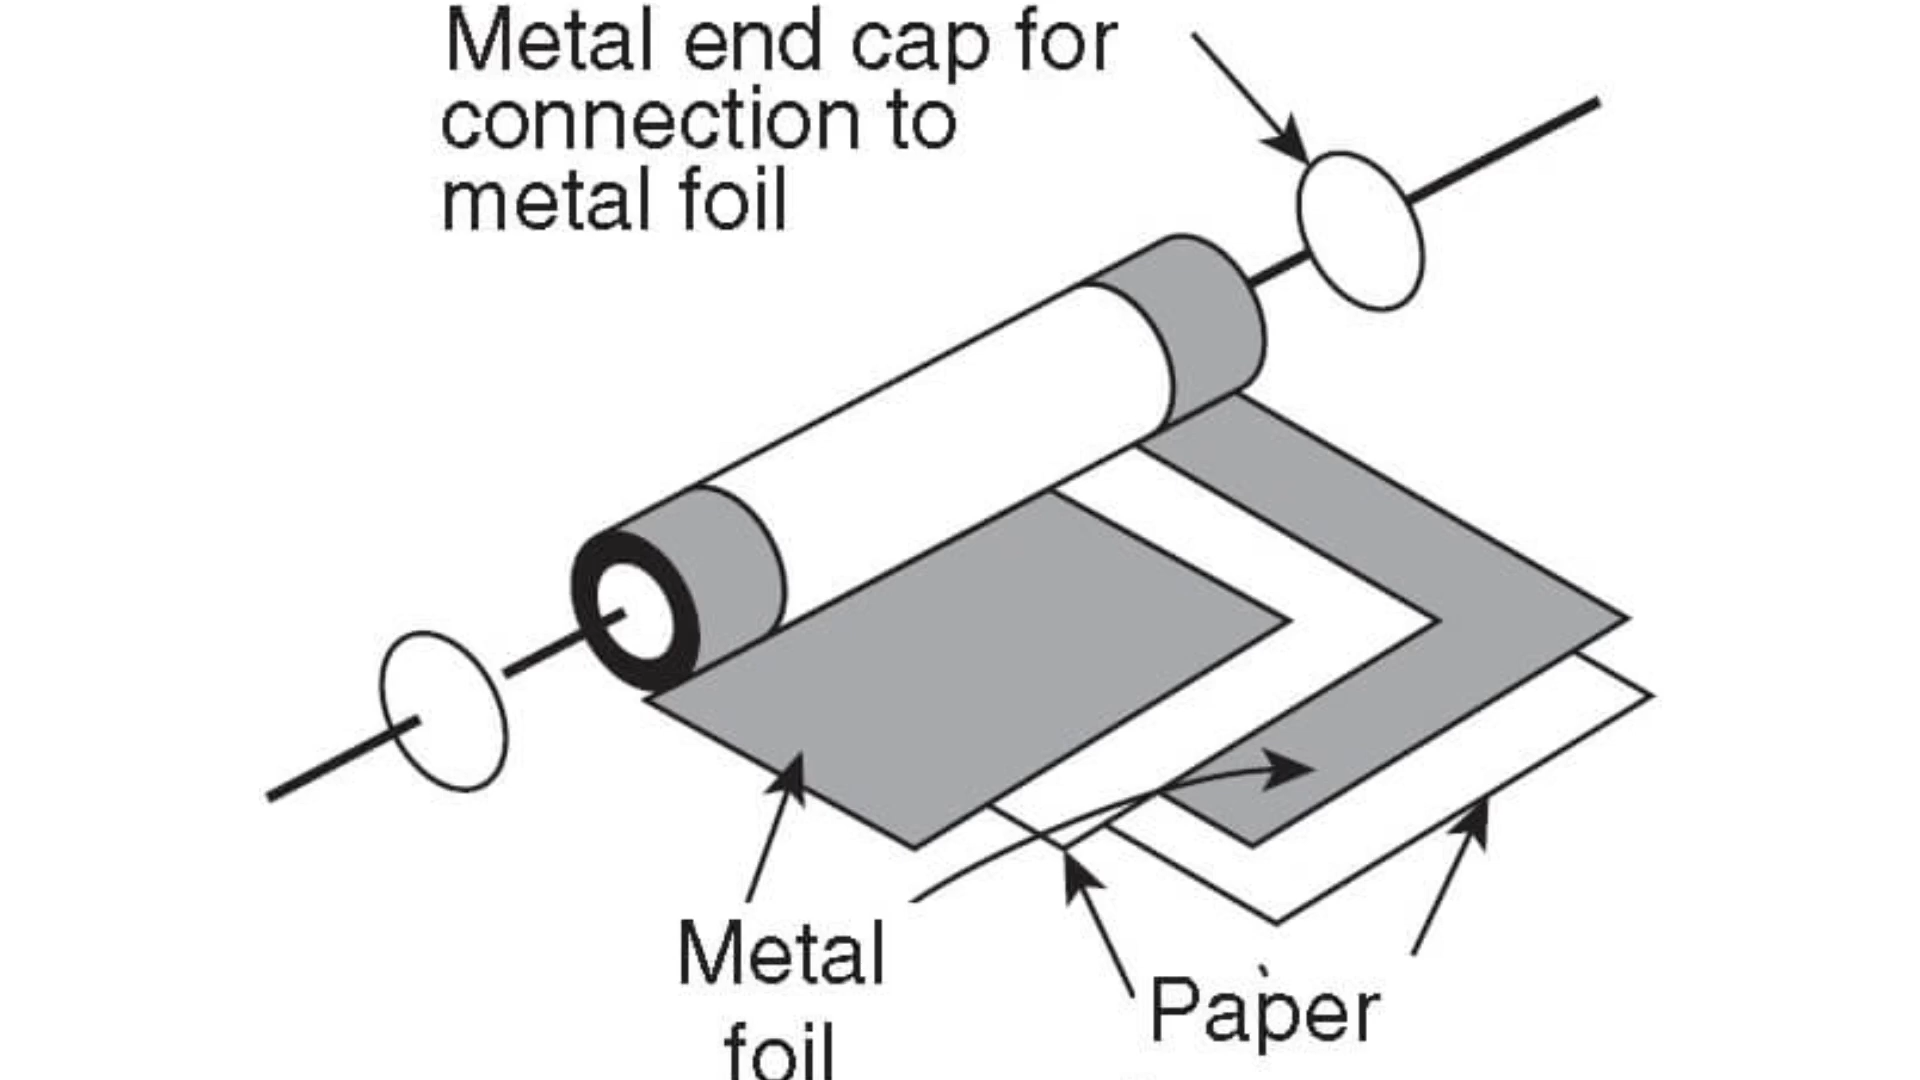 Metal end cap for
connection to
metal foil
Metal
foil
Paper